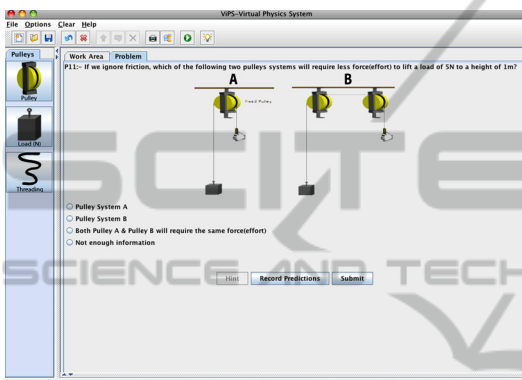 ViPS-Virtual Physics System
File Options Clear Help
Pulleys
Work Area Problem
P11:- If we ignore friction, which of the following two pulleys systems will require less force(effort) to lift a load of 5N to a height of 1m?
A B
Fixed Pulley
Pulley
Load (N)
Threading
Pulley System A
Pulley System B
Both Pulley A & Pulley B will require the same force(effort)
Not enough information
Hint Record Predictions Submit
SCIENCE AND TECH